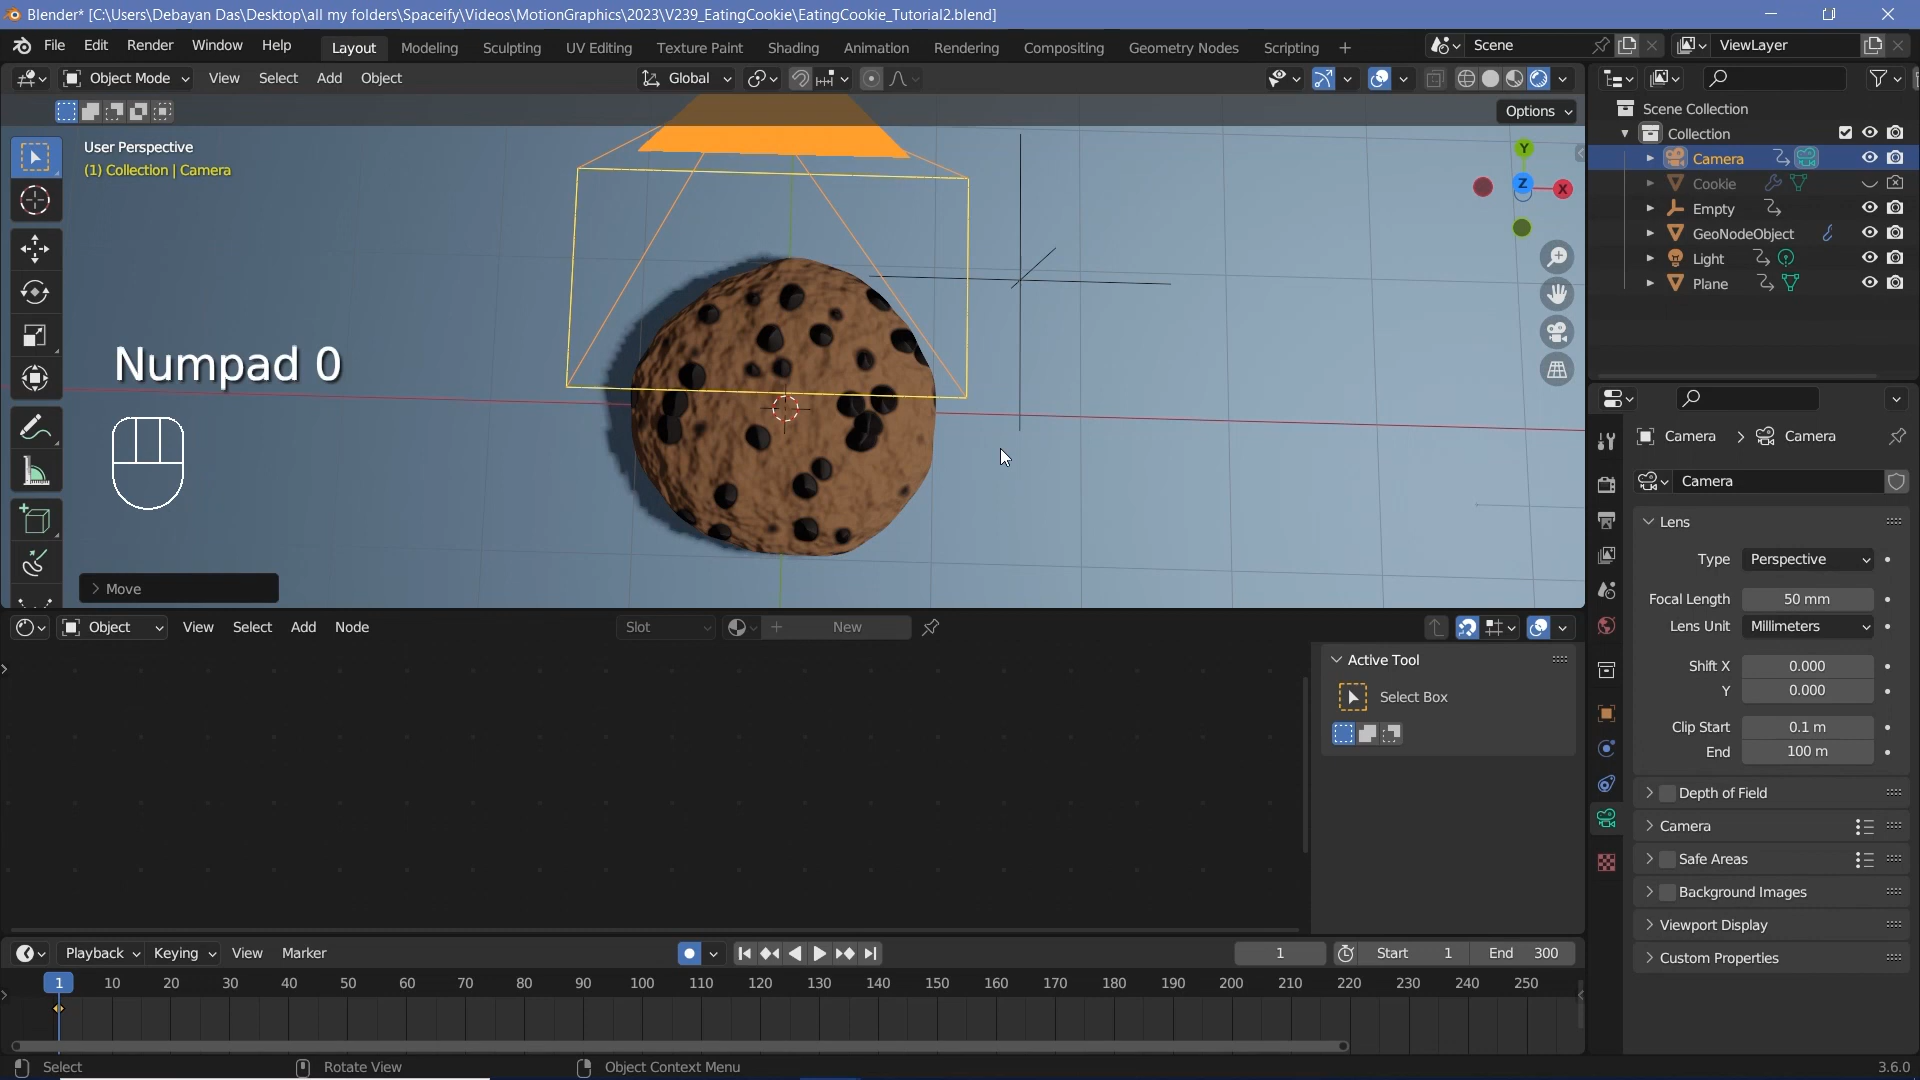 Blender* [C:\Users\Debayan Das\Desktop\all my folders\Spaceify\Videos\MotionGraphics\2023\V239_EatingCookie\EatingCookie_Tutorial2.blend]
File Edit Render Window Help Layout Modeling Sculpting UV Editing Texture Paint Shading Animation Rendering Compositing Geometry Nodes Scripting + Scene ViewLayer
Object Mode View Select Add Object Global
Options
User Perspective
(1) Collection | Camera
Y
Z
X
Numpad 0
Move
Scene Collection
Collection
Camera
Cookie
Empty
GeoNodeObject
Light
Plane
Camera > Camera
Camera
Lens
Type Perspective
Focal Length 50 mm
Lens Unit Millimeters
Shift X 0.000
Y 0.000
Clip Start 0.1 m
End 100 m
Depth of Field
Camera
Safe Areas
Background Images
Viewport Display
Custom Properties
Object View Select Add Node Slot New
Active Tool
Select Box
Playback Keying View Marker 1 Start 1 End 300
1 10 20 30 40 50 60 70 80 90 100 110 120 130 140 150 160 170 180 190 200 210 220 230 240 250
Select Rotate View Object Context Menu 3.6.0